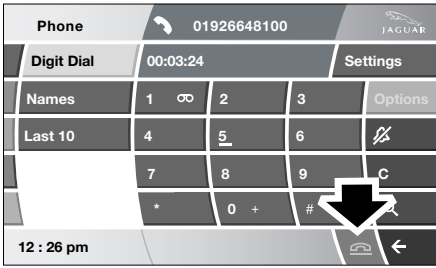 Phone 01926648100 JAGUAR
Digit Dial 00:03:24 Settings
Names 1 2 3 Options
Last 10 4 5 6
7 8 9 C
* 0 + #
12 : 26 pm